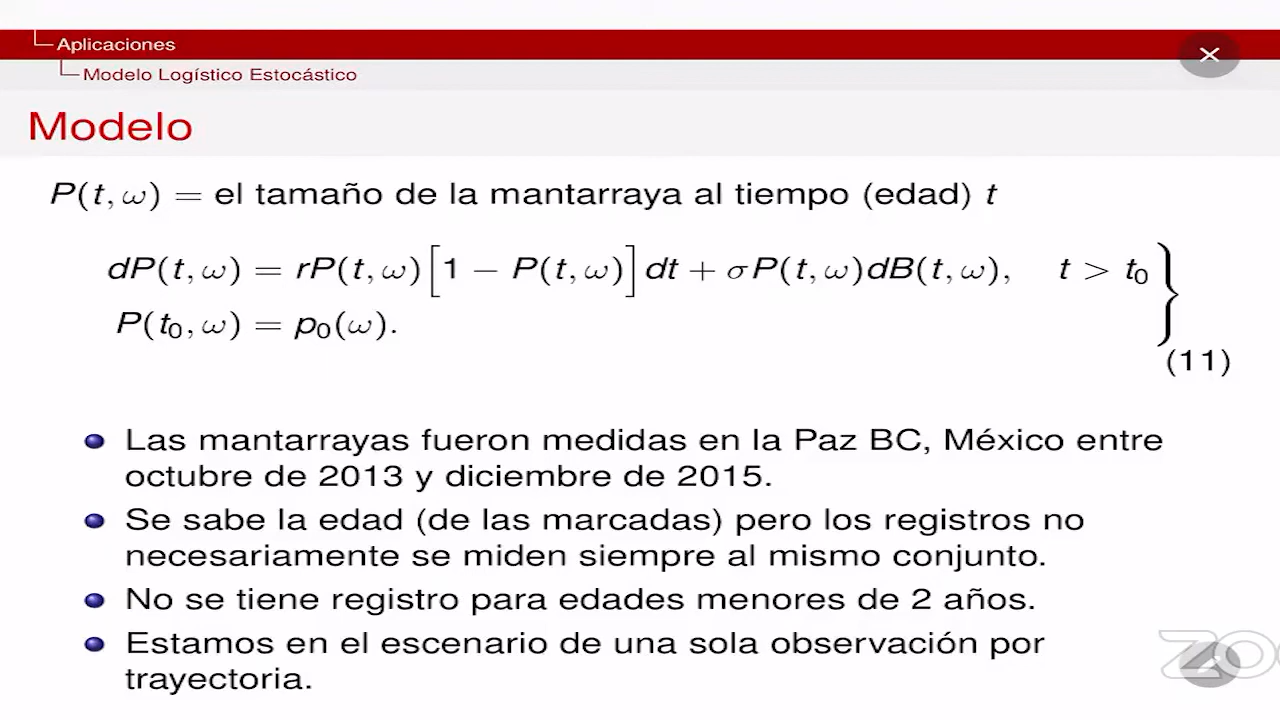 Aplicaciones
Modelo Logístico Estocástico
Modelo
P(t, ω) = el tamaño de la mantarraya al tiempo (edad) t
dP(t, ω) = rP(t, ω)[1 − P(t, ω)]dt + σP(t, ω)dB(t, ω), t > t₀
P(t₀, ω) = p₀(ω).
(11)
Las mantarrayas fueron medidas en la Paz BC, México entre
octubre de 2013 y diciembre de 2015.
Se sabe la edad (de las marcadas) pero los registros no
necesariamente se miden siempre al mismo conjunto.
No se tiene registro para edades menores de 2 años.
Estamos en el escenario de una sola observación por
trayectoria.